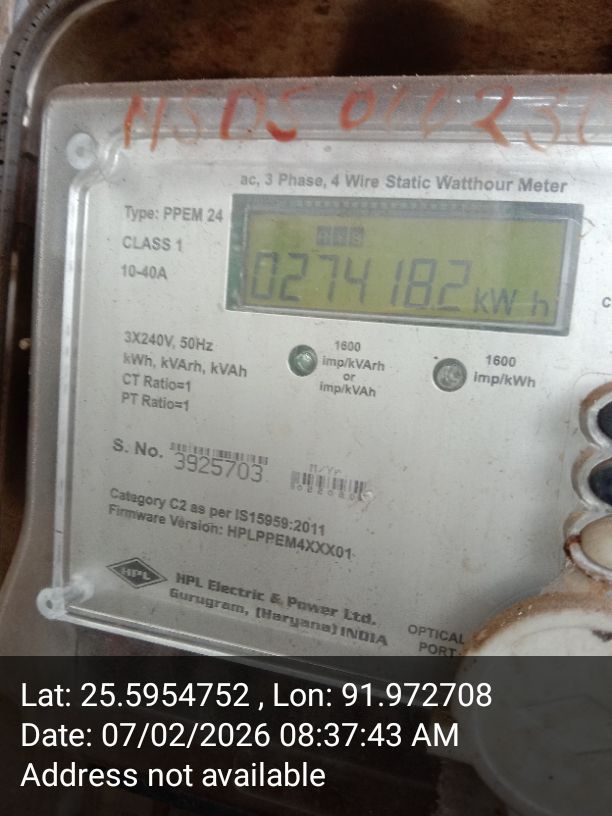 ac, 3 Phase, 4 Wire Static Watthour Meter
Type: PPEM 24
CLASS 1
10-40A
0274182 kW h
3X240V, 50Hz
kWh, kVArh, kVAh
CT Ratio=1
PT Ratio=1
1600
imp/kVArh
or
imp/kVAh
1600
imp/kWh
S. No.
3925703
M/Yr
Category C2 as per IS15959:2011
Firmware Version: HPLPPEM4XXX01
HPL
HPL Electric & Power Ltd.
Gurugram, (Haryana) INDIA
OPTICAL
PORT
Lat: 25.5954752 , Lon: 91.972708
Date: 07/02/2026 08:37:43 AM
Address not available